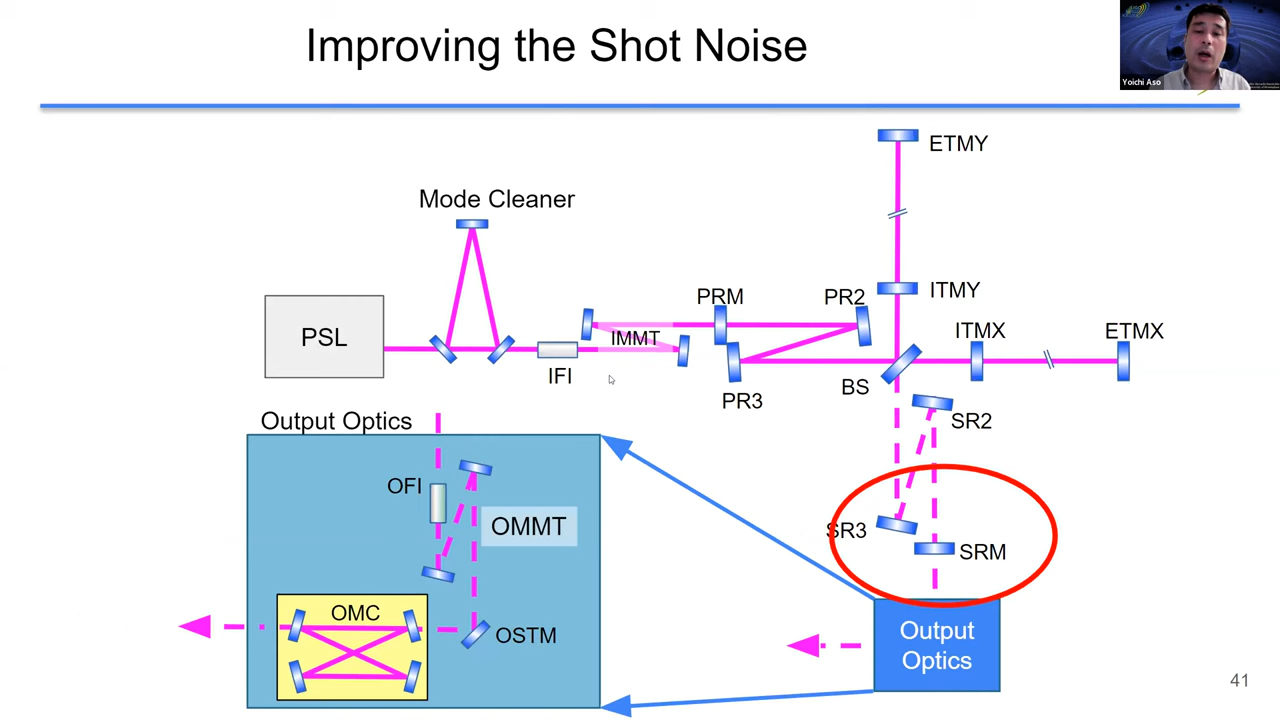 Improving the Shot Noise
Yoichi Aso
ETMY
Mode Cleaner
ITMY
PRM
PR2
ITMX
ETMX
PSL
IMMT
IFI
PR3
BS
Output Optics
SR2
OFI
OMMT
SR3
SRM
OMC
OSTM
Output
Optics
41